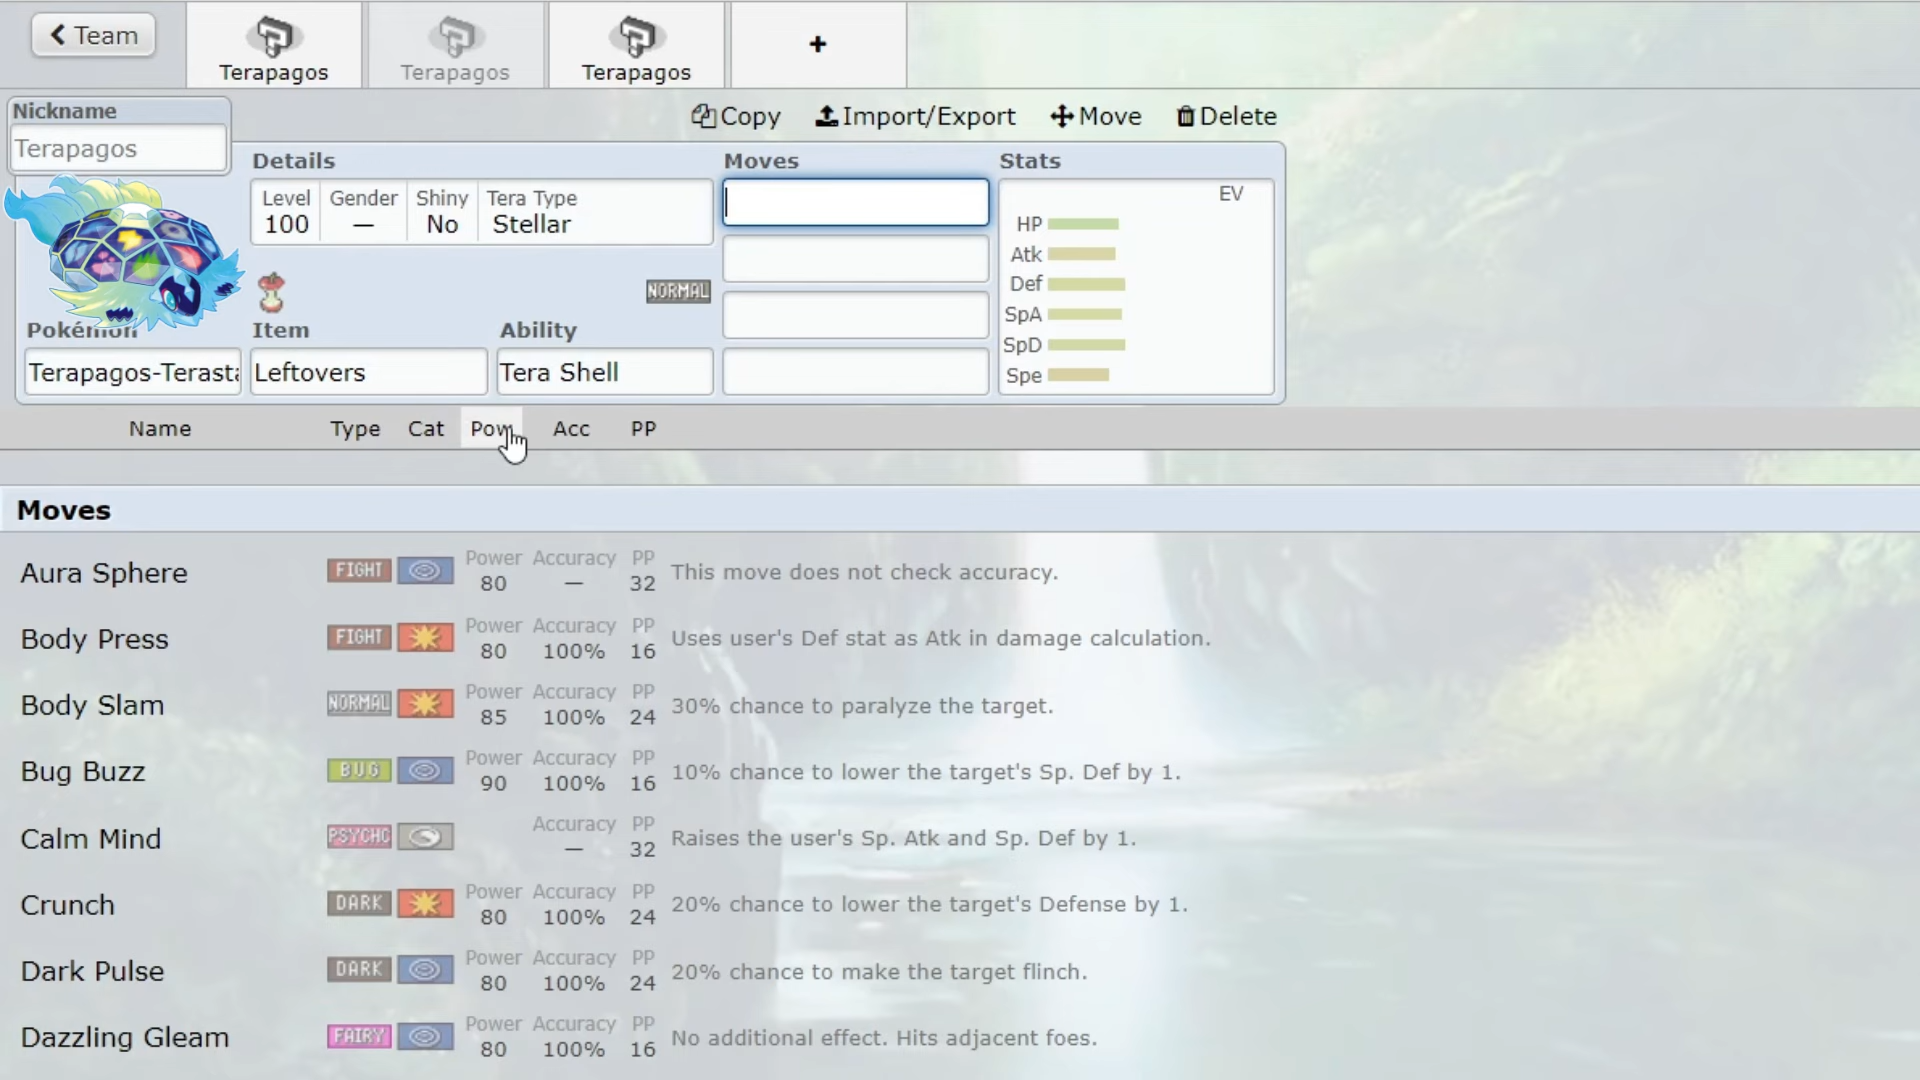 Team
Terapagos
Terapagos
Terapagos
+
Nickname
Terapagos
Copy
Import/Export
Move
Delete
Details
Level
100
Gender
—
Shiny
No
Tera Type
Stellar
NORMAL
Pokémon
Terapagos-Terasta
Item
Leftovers
Ability
Tera Shell
Moves
Stats
EV
HP
Atk
Def
SpA
SpD
Spe
Name Type Cat Pow Acc PP
Moves
Aura Sphere FIGHT Power 80 Accuracy — PP 32 This move does not check accuracy.
Body Press FIGHT Power 80 Accuracy 100% PP 16 Uses user's Def stat as Atk in damage calculation.
Body Slam NORMAL Power 85 Accuracy 100% PP 24 30% chance to paralyze the target.
Bug Buzz BUG Power 90 Accuracy 100% PP 16 10% chance to lower the target's Sp. Def by 1.
Calm Mind PSYCHC Accuracy — PP 32 Raises the user's Sp. Atk and Sp. Def by 1.
Crunch DARK Power 80 Accuracy 100% PP 24 20% chance to lower the target's Defense by 1.
Dark Pulse DARK Power 80 Accuracy 100% PP 24 20% chance to make the target flinch.
Dazzling Gleam FAIRY Power 80 Accuracy 100% PP 16 No additional effect. Hits adjacent foes.